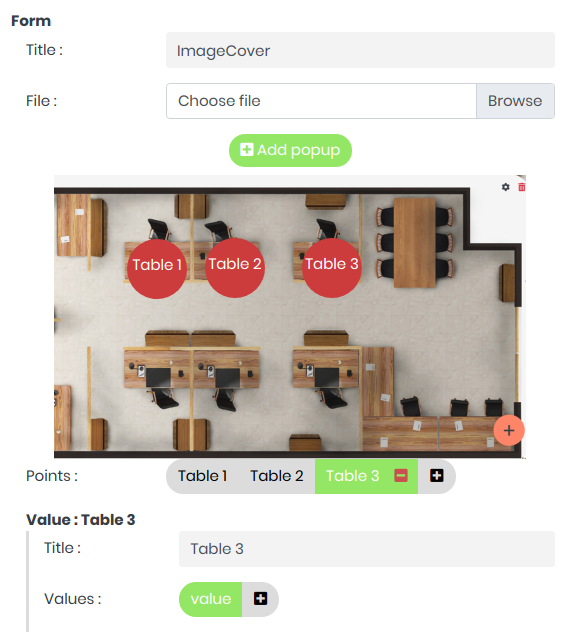 Form
Title :
ImageCover
File :
Choose file
Browse
Add popup
Table 1
Table 2
Table 3
Points :
Table 1
Table 2
Table 3
Value : Table 3
Title :
Table 3
Values :
value